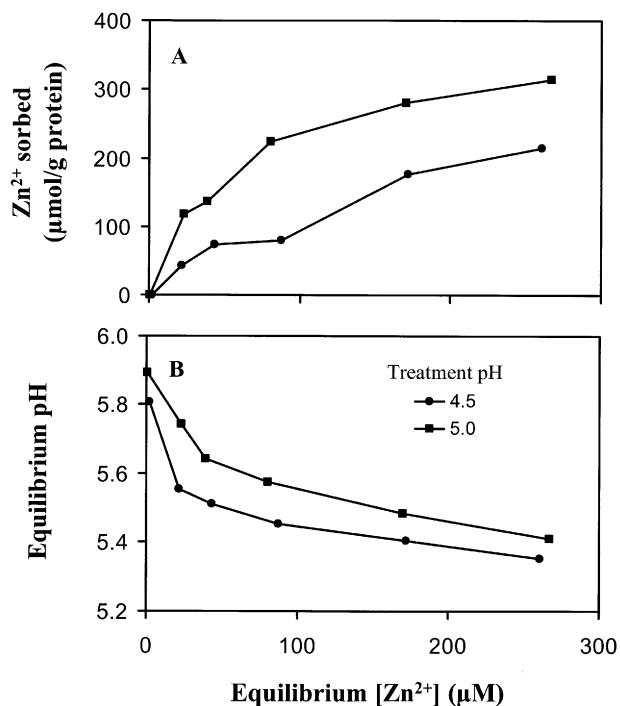 400
300
200
100
0
A
Zn²⁺ sorbed
(µmol/g protein)
6.0
5.8
5.6
5.4
5.2
B
Equilibrium pH
Treatment pH
4.5
5.0
0 100 200 300
Equilibrium [Zn²⁺] (µM)